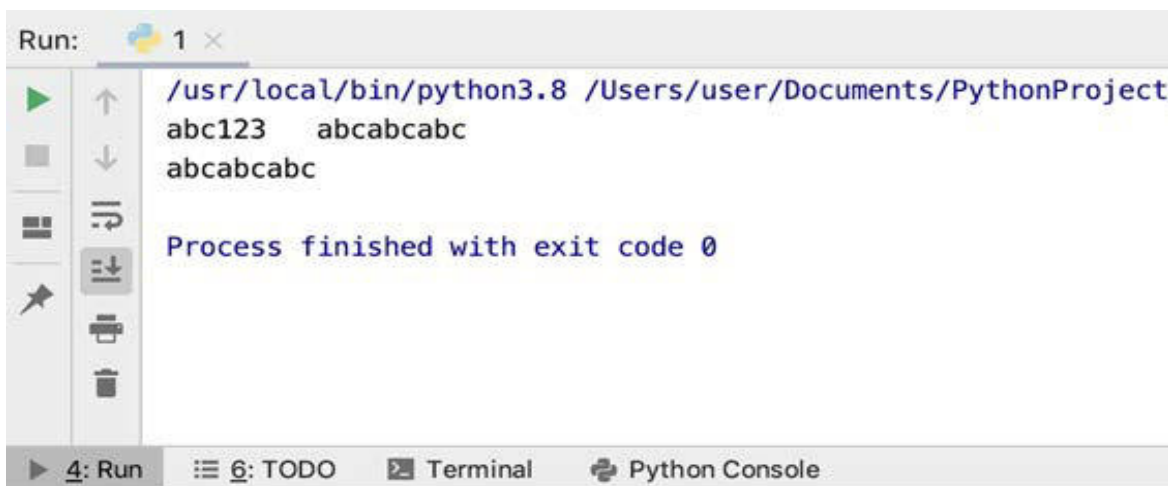 Run: 1
/usr/local/bin/python3.8 /Users/user/Documents/PythonProject
abc123   abcabcabc
abcabcabc
Process finished with exit code 0
4: Run 6: TODO Terminal Python Console